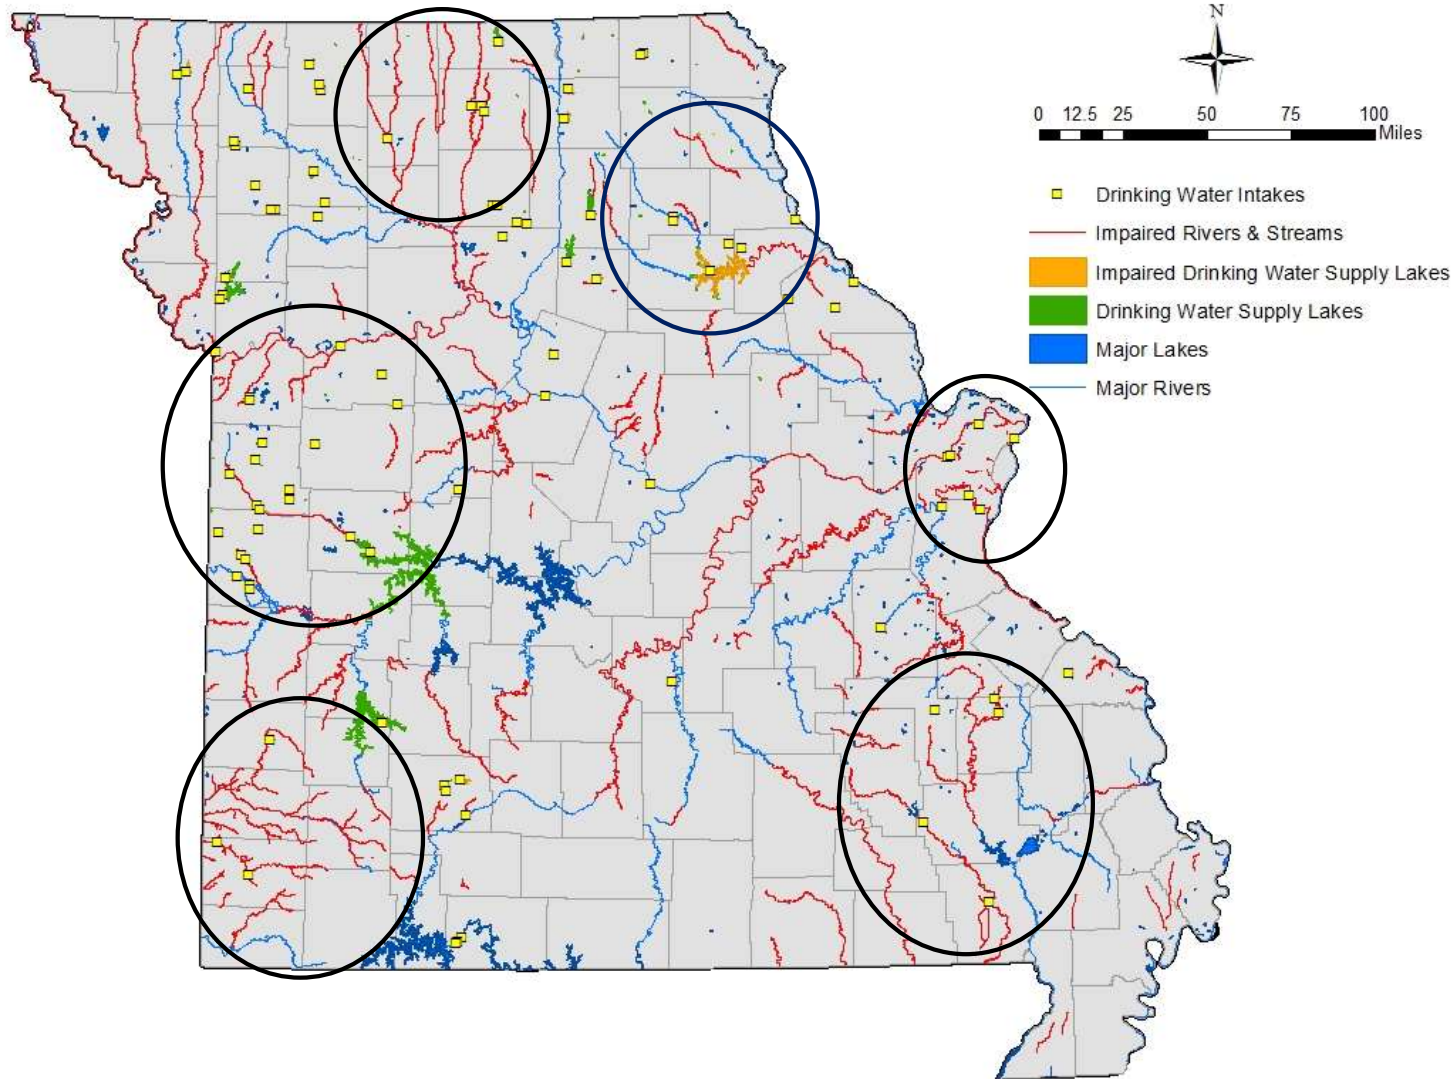 N
0 12.5 25 50 75 100
Miles
Drinking Water Intakes
Impaired Rivers & Streams
Impaired Drinking Water Supply Lakes
Drinking Water Supply Lakes
Major Lakes
Major Rivers